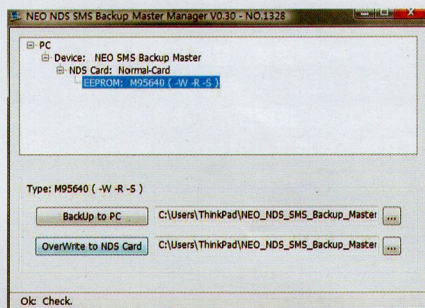 NEO NDS SMS Backup Master Manager V0.30 - NO.1328
PC
Device: NEO SMS Backup Master
NDS Card: Normal-Card
EEPROM: M95640 ( -W -R -S )
Type: M95640 ( -W -R -S )
BackUp to PC
C:\Users\ThinkPad\NEO_NDS_SMS_Backup_Master
...
OverWrite to NDS Card
C:\Users\ThinkPad\NEO_NDS_SMS_Backup_Master
...
Ok: Check.